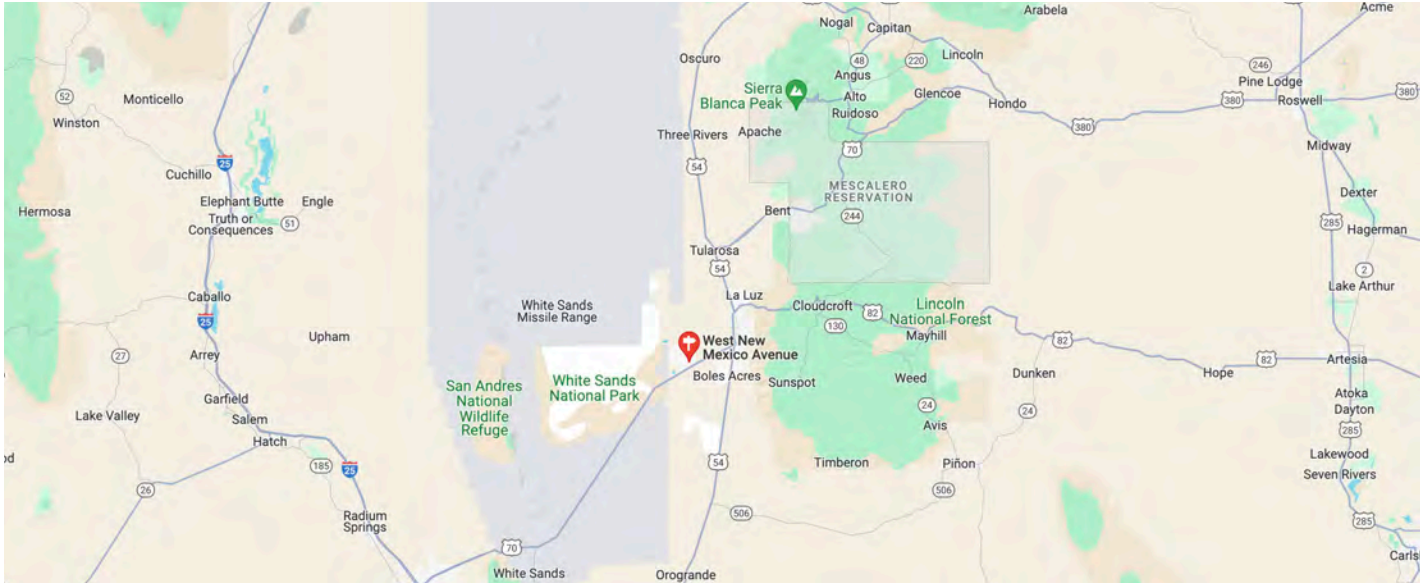 Nogal
Capitan
Arabela
Acme
Oscuro
48
220
Lincoln
246
Pine Lodge
Angus
52
Monticello
Sierra
Blanca Peak
Alto
Glencoe
Hondo
380
Roswell
380
Winston
Ruidoso
380
Three Rivers
Apache
70
Midway
25
54
Cuchillo
MESCALERO
RESERVATION
Dexter
Hermosa
Elephant Butte
Engle
Bent
244
285
Truth or
Consequences
51
Hagerman
Tularosa
54
2
Caballo
White Sands
Missile Range
La Luz
Cloudcroft
Lincoln
National Forest
Lake Arthur
25
Upham
130
82
Mayhill
82
West New
Mexico Avenue
27
Arrey
82
Artesia
San Andres
National
Wildlife
Refuge
White Sands
National Park
Boles Acres
Sunspot
Weed
Dunken
Hope
Garfield
Atoka
Lake Valley
Salem
24
24
Dayton
Hatch
Avis
285
185
25
54
Timberon
Piñon
Lakewood
26
506
Seven Rivers
Radium
Springs
506
285
70
White Sands
Orogrande
Carls
od